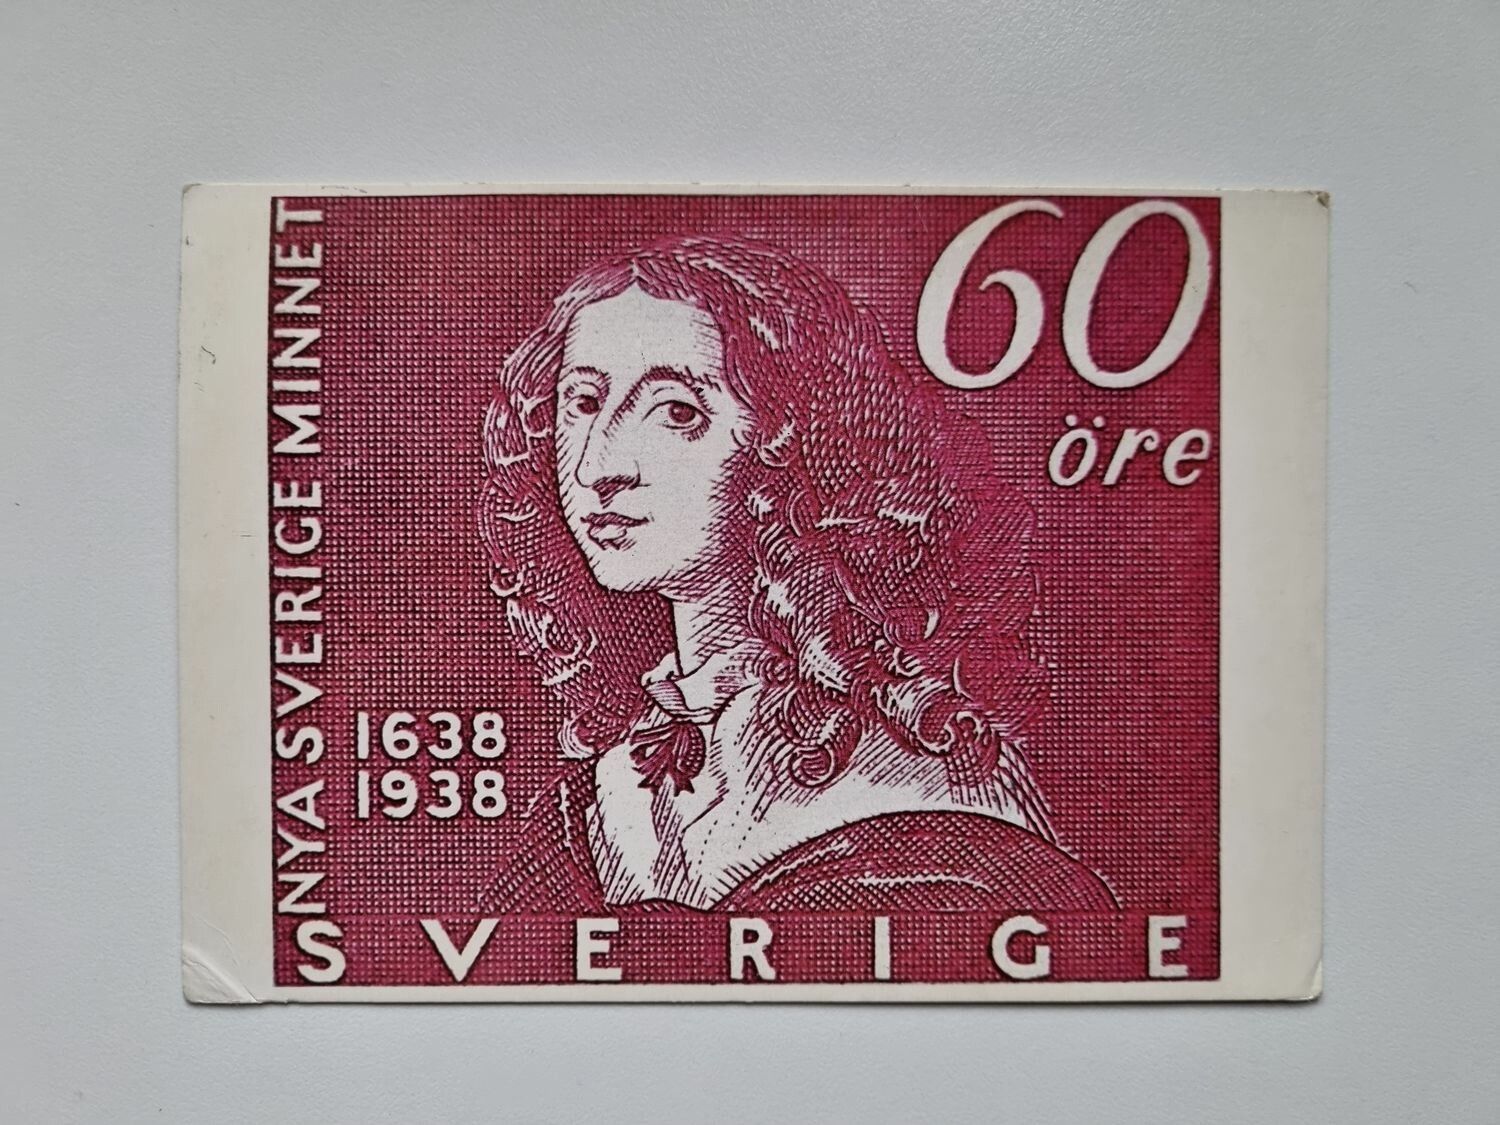 NYA SVERIGE MINNET
60
öre
1638
1938
SVERIGE